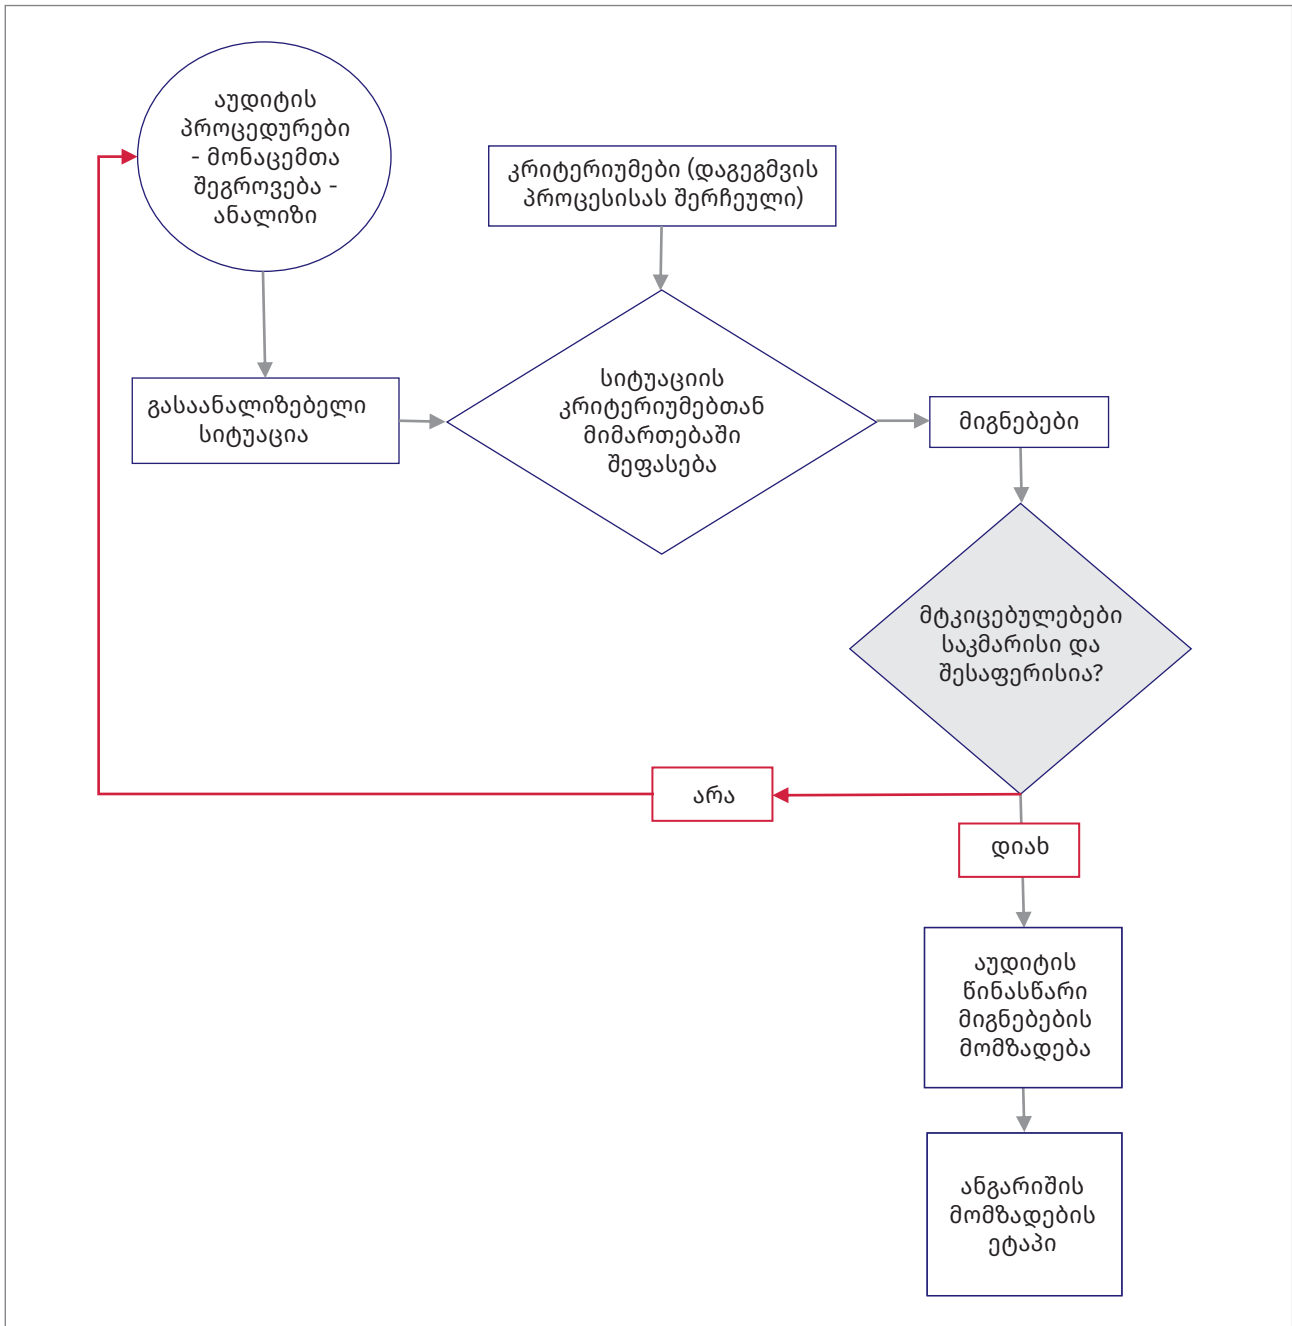 აუდიტის
პროცედურები
- მონაცემთა
შეგროვება -
ანალიზი
კრიტერიუმები (დაგეგმვის
პროცესისას შერჩეული)
გასაანალიზებელი
სიტუაცია
სიტუაციის
კრიტერიუმებთან
მიმართებაში
შეფასება
მიგნებები
მტკიცებულებები
საკმარისი და
შესაფერისია?
არა
დიახ
აუდიტის
წინასწარი
მიგნებების
მომზადება
ანგარიშის
მომზადების
ეტაპი